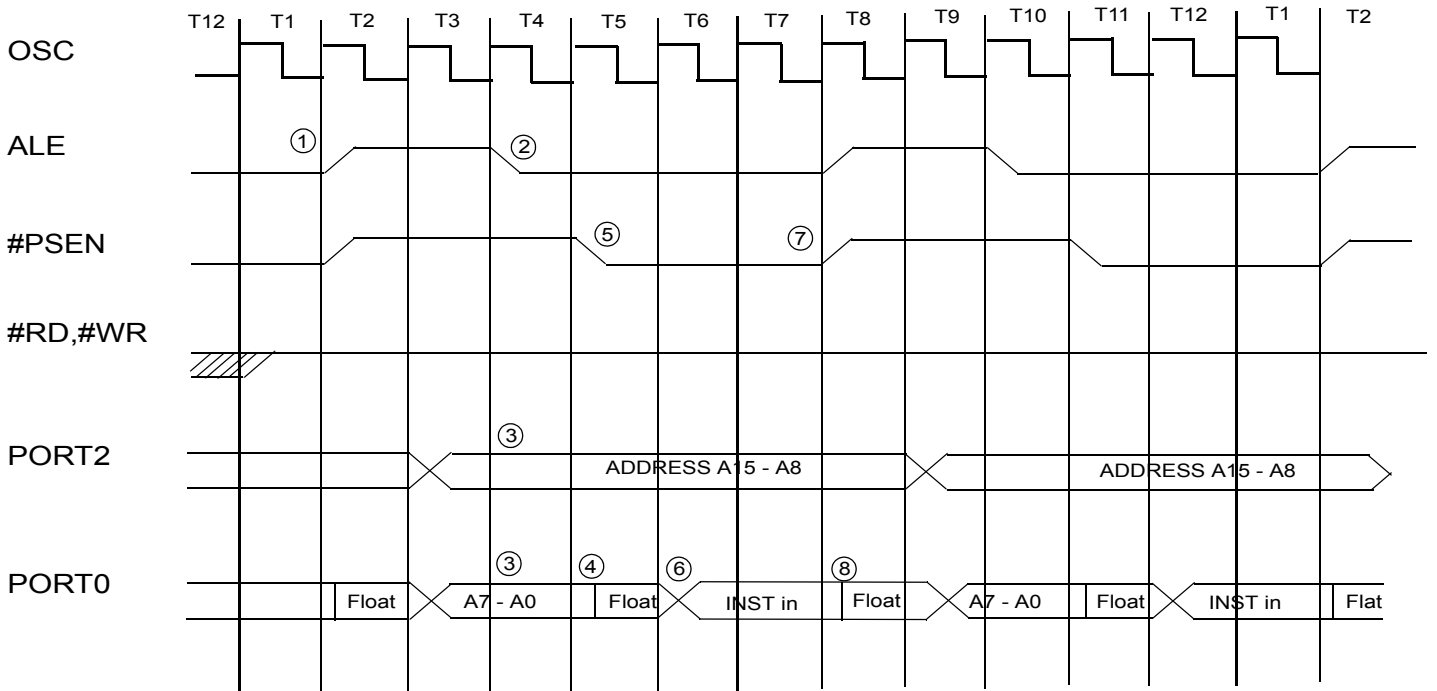 T12 T1 T2 T3 T4 T5 T6 T7 T8 T9 T10 T11 T12 T1 T2
OSC
ALE ① ②
#PSEN ⑤ ⑦
#RD,#WR
③
PORT2 ADDRESS A15 - A8 ADDRESS A15 - A8
③ ④ ⑥ ⑧
PORT0 Float A7 - A0 Float INST in Float A7 - A0 Float INST in Flat